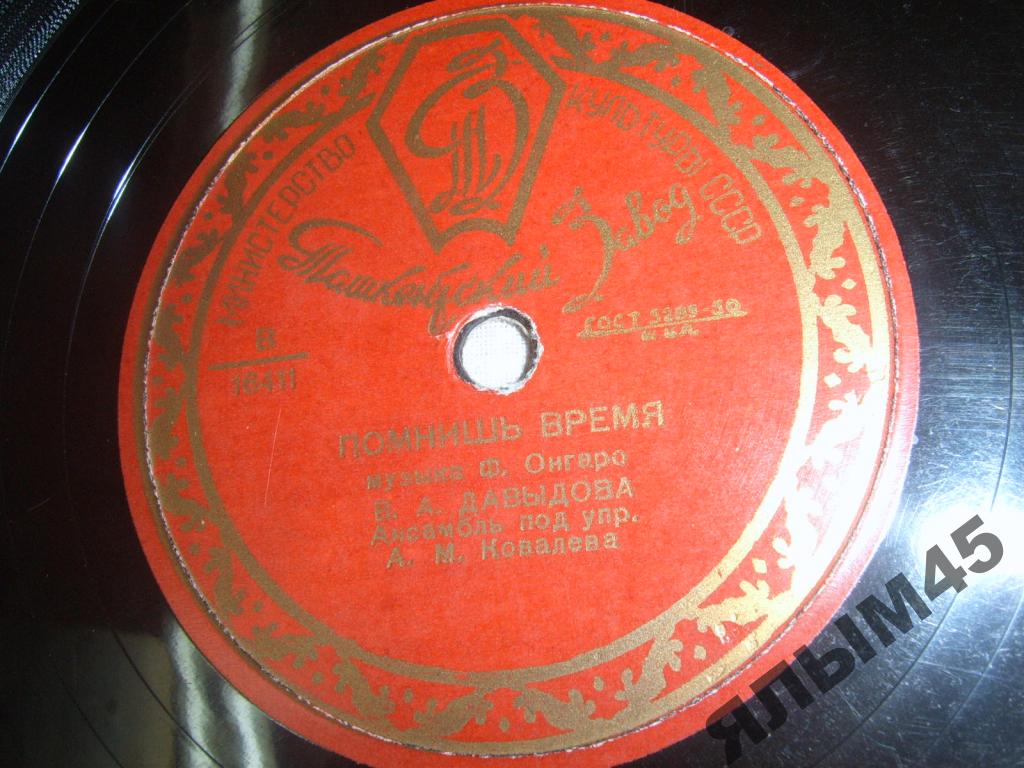 МИНИСТЕРСТВО КУЛЬТУРЫ СССР
Ташкентский Завод
ГОСТ 5289-50
В
16411
ПОМНИШЬ ВРЕМЯ
музыка Ф. Онгаро
В. А. ДАВЫДОВА
Ансамбль под упр.
А. М. Ковалева
ЯЛЫМ45